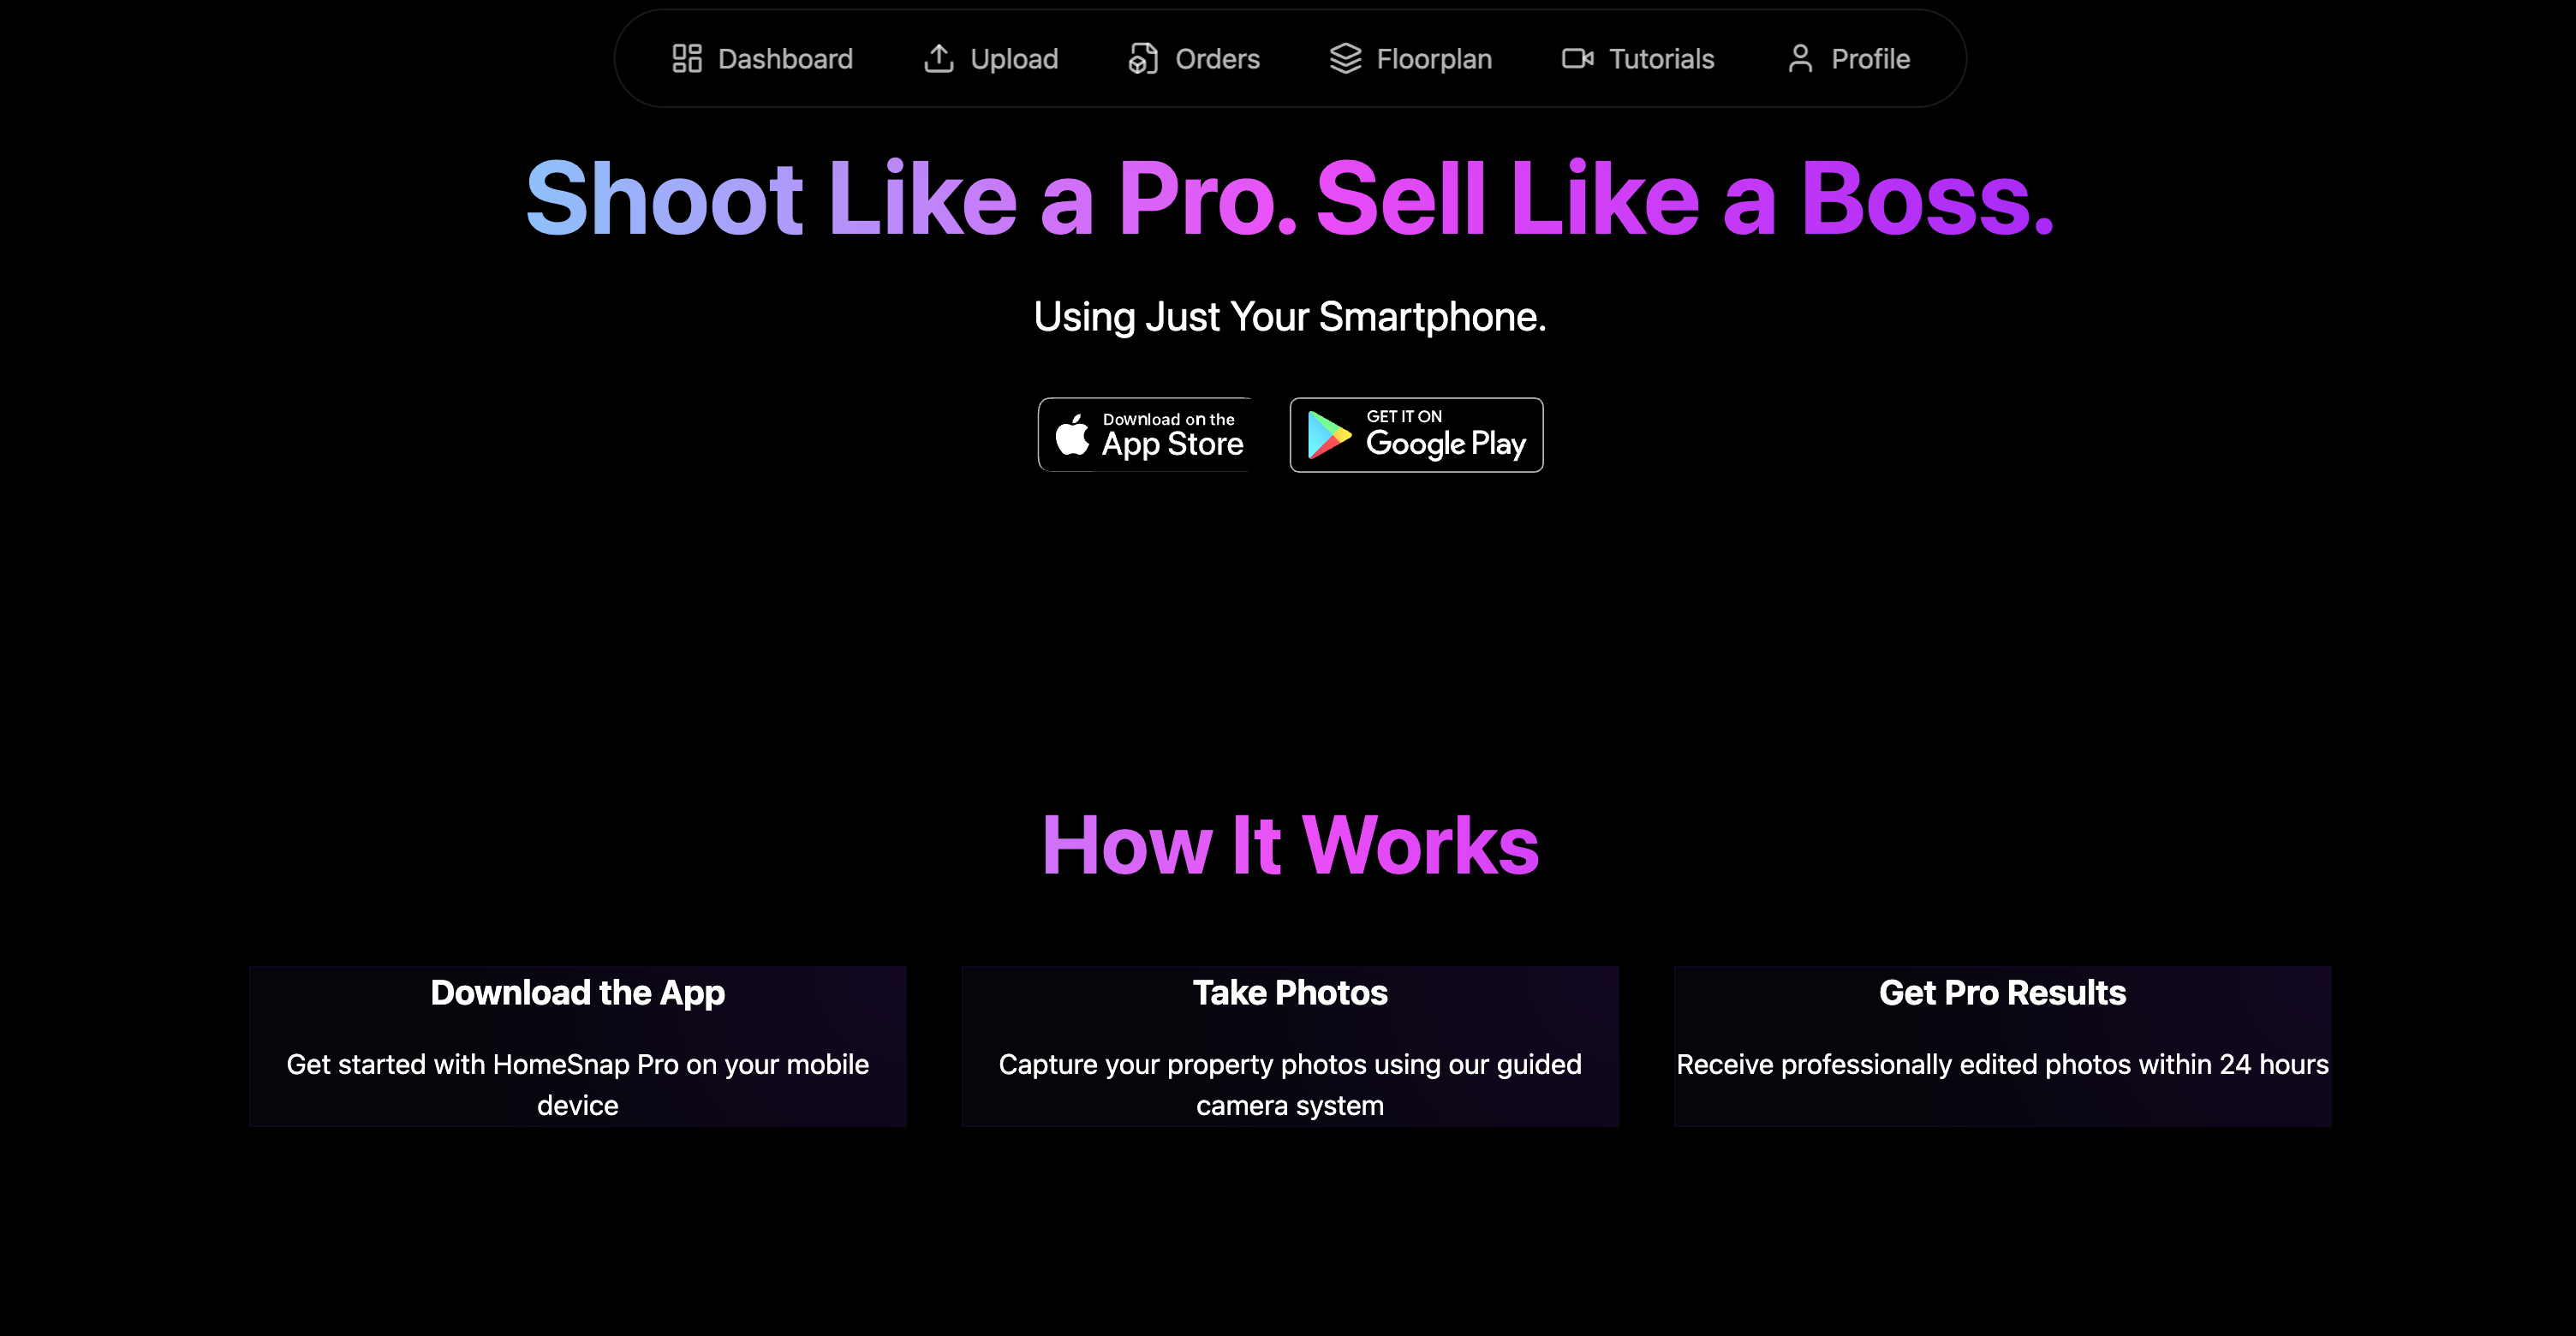 Dashboard Upload Orders Floorplan Tutorials Profile
Shoot Like a Pro. Sell Like a Boss.
Using Just Your Smartphone.
Download on the
App Store
GET IT ON
Google Play
How It Works
Download the App
Get started with HomeSnap Pro on your mobile
device
Take Photos
Capture your property photos using our guided
camera system
Get Pro Results
Receive professionally edited photos within 24 hours